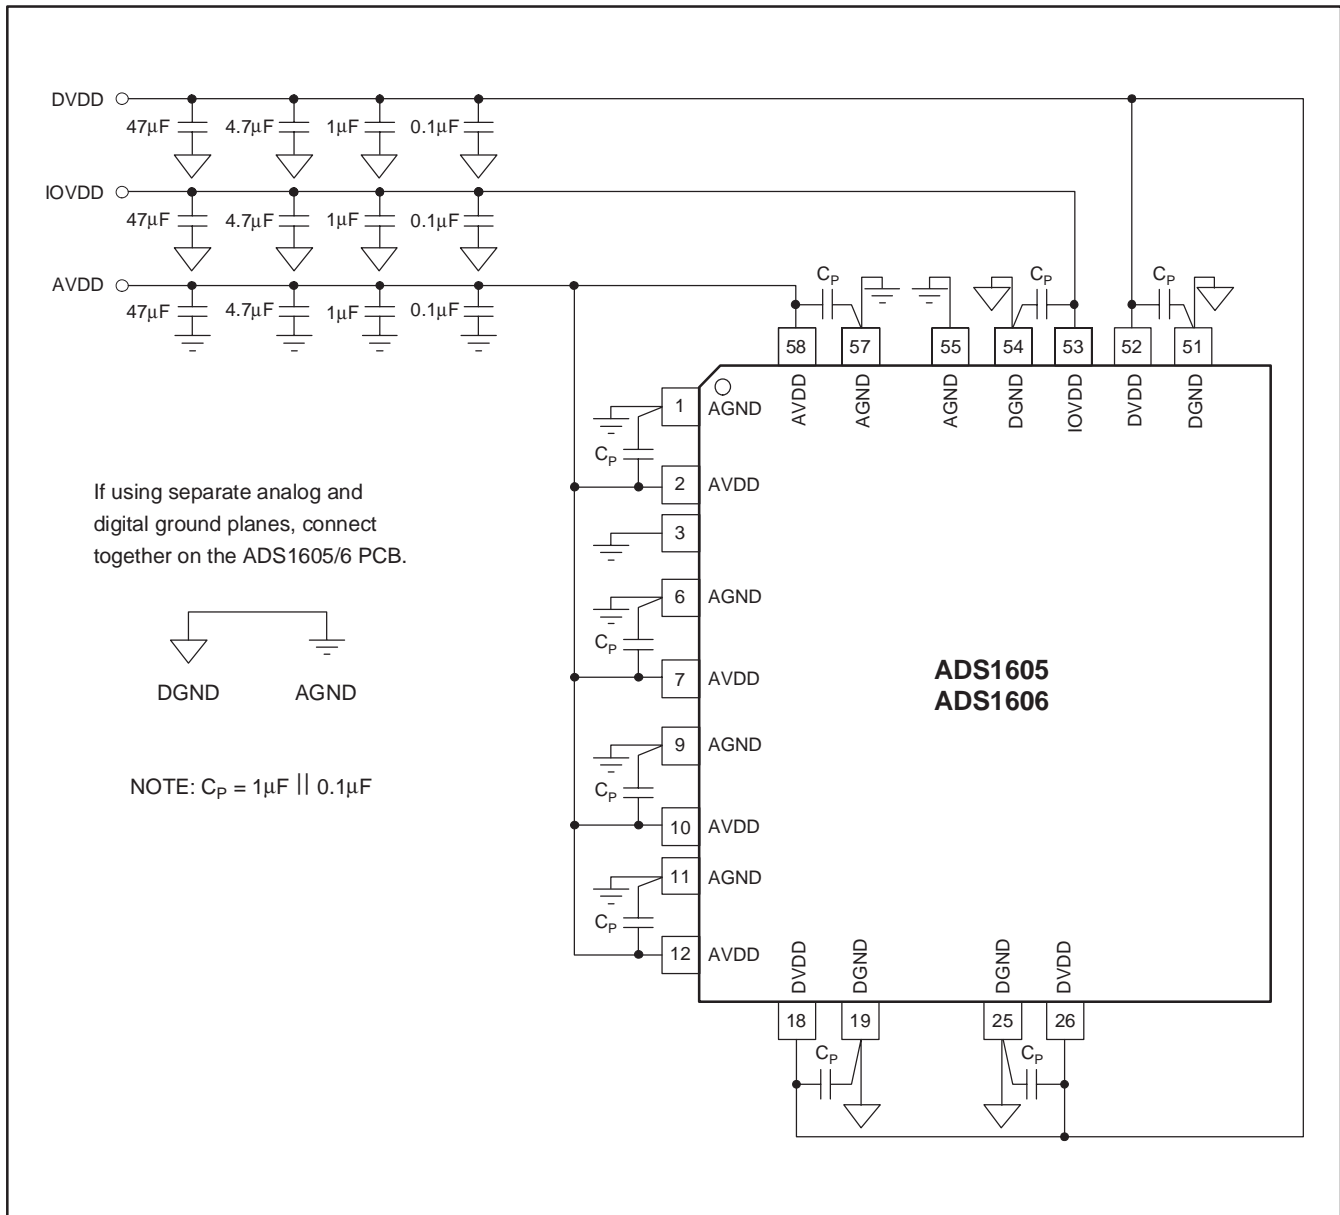 DVDD
47μF 4.7μF 1μF 0.1μF
IOVDD
47μF 4.7μF 1μF 0.1μF
AVDD
47μF 4.7μF 1μF 0.1μF
CP CP CP
58 57 55 54 53 52 51
AVDD AGND AGND DGND IOVDD DVDD DGND
1 AGND
CP
2 AVDD
3
6 AGND
CP
7 AVDD
9 AGND
CP
10 AVDD
11 AGND
CP
12 AVDD
If using separate analog and
digital ground planes, connect
together on the ADS1605/6 PCB.
DGND AGND
NOTE: CP = 1μF || 0.1μF
ADS1605
ADS1606
DVDD DGND DGND DVDD
18 19 25 26
CP CP